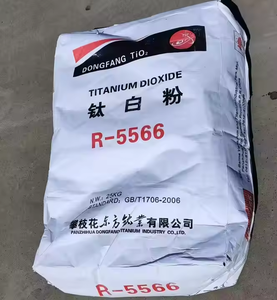 DONGFANG TiO₂
TITANIUM DIOXIDE
钛白粉
R-5566
N.W.: 25KG
STANDARD: GB/T1706-2006
攀枝花东方钛业有限公司
PANZHIHUA DONGFANG TITANIUM INDUSTRY CO.,LTD